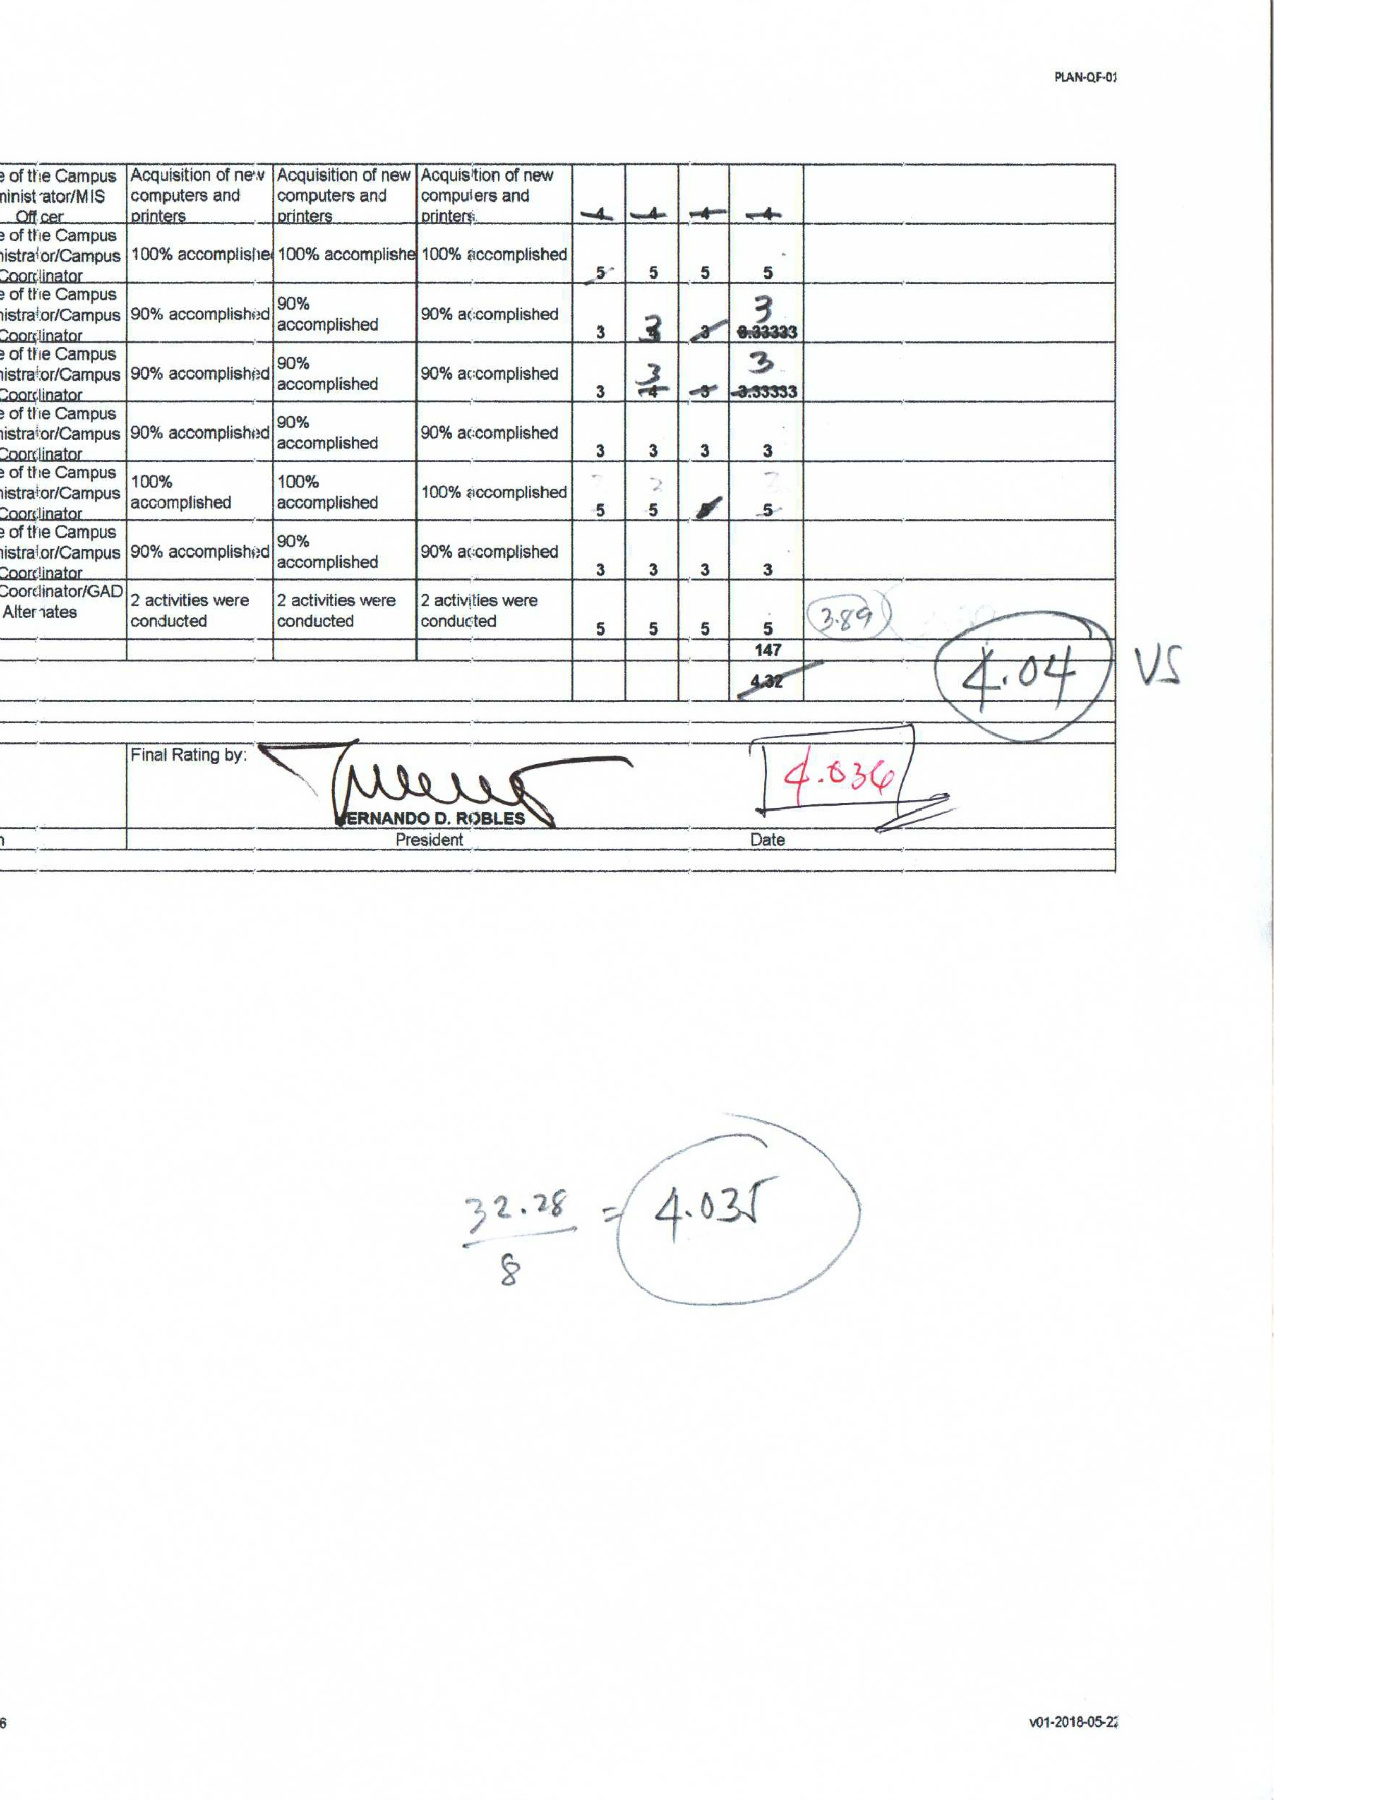 PLAN-QF-01
e of the Campus
ninistrator/MIS
Officer
Acquisition of new
computers and
printers
Acquisition of new
computers and
printers
Acquisition of new
computers and
printers
4 4 4 4
e of the Campus
nistrator/Campus
Coordinator
100% accomplishe
100% accomplishe
100% accomplished
5 5 5 5
e of the Campus
nistrator/Campus
Coordinator
90% accomplished
90%
accomplished
90% accomplished
3 3 3 3
3.33333
e of the Campus
nistrator/Campus
Coordinator
90% accomplished
90%
accomplished
90% accomplished
3 3
3 4 3 3.33333
e of the Campus
nistrator/Campus
Coordinator
90% accomplished
90%
accomplished
90% accomplished
3 3 3 3
e of the Campus
nistrator/Campus
Coordinator
100%
accomplished
100%
accomplished
100% accomplished
5 5 5
e of the Campus
nistrator/Campus
Coordinator
90% accomplished
90%
accomplished
90% accomplished
3 3 3 3
Coordinator/GAD
Alternates
2 activities were
conducted
2 activities were
conducted
2 activities were
conducted
5 5 5 5
3.89
147
4.32
4.04 VS
Final Rating by:
4.036
ERNANDO D. ROBLES
President
Date
32.28
= 4.035
8
6
v01-2018-05-22